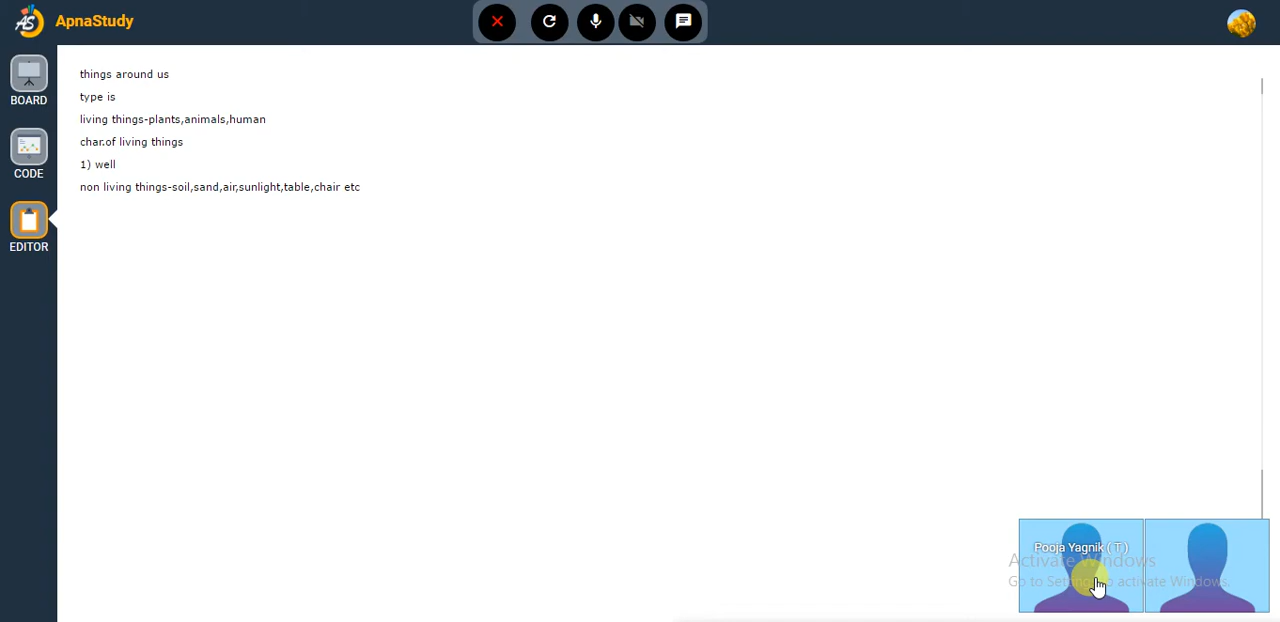 AS ApnaStudy
BOARD
CODE
EDITOR
things around us
type is
living things-plants,animals,human
char.of living things
1) well
non living things-soil,sand,air,sunlight,table,chair etc
Pooja Yagnik ( T )
Activate Windows
Go to Settings to activate Windows.